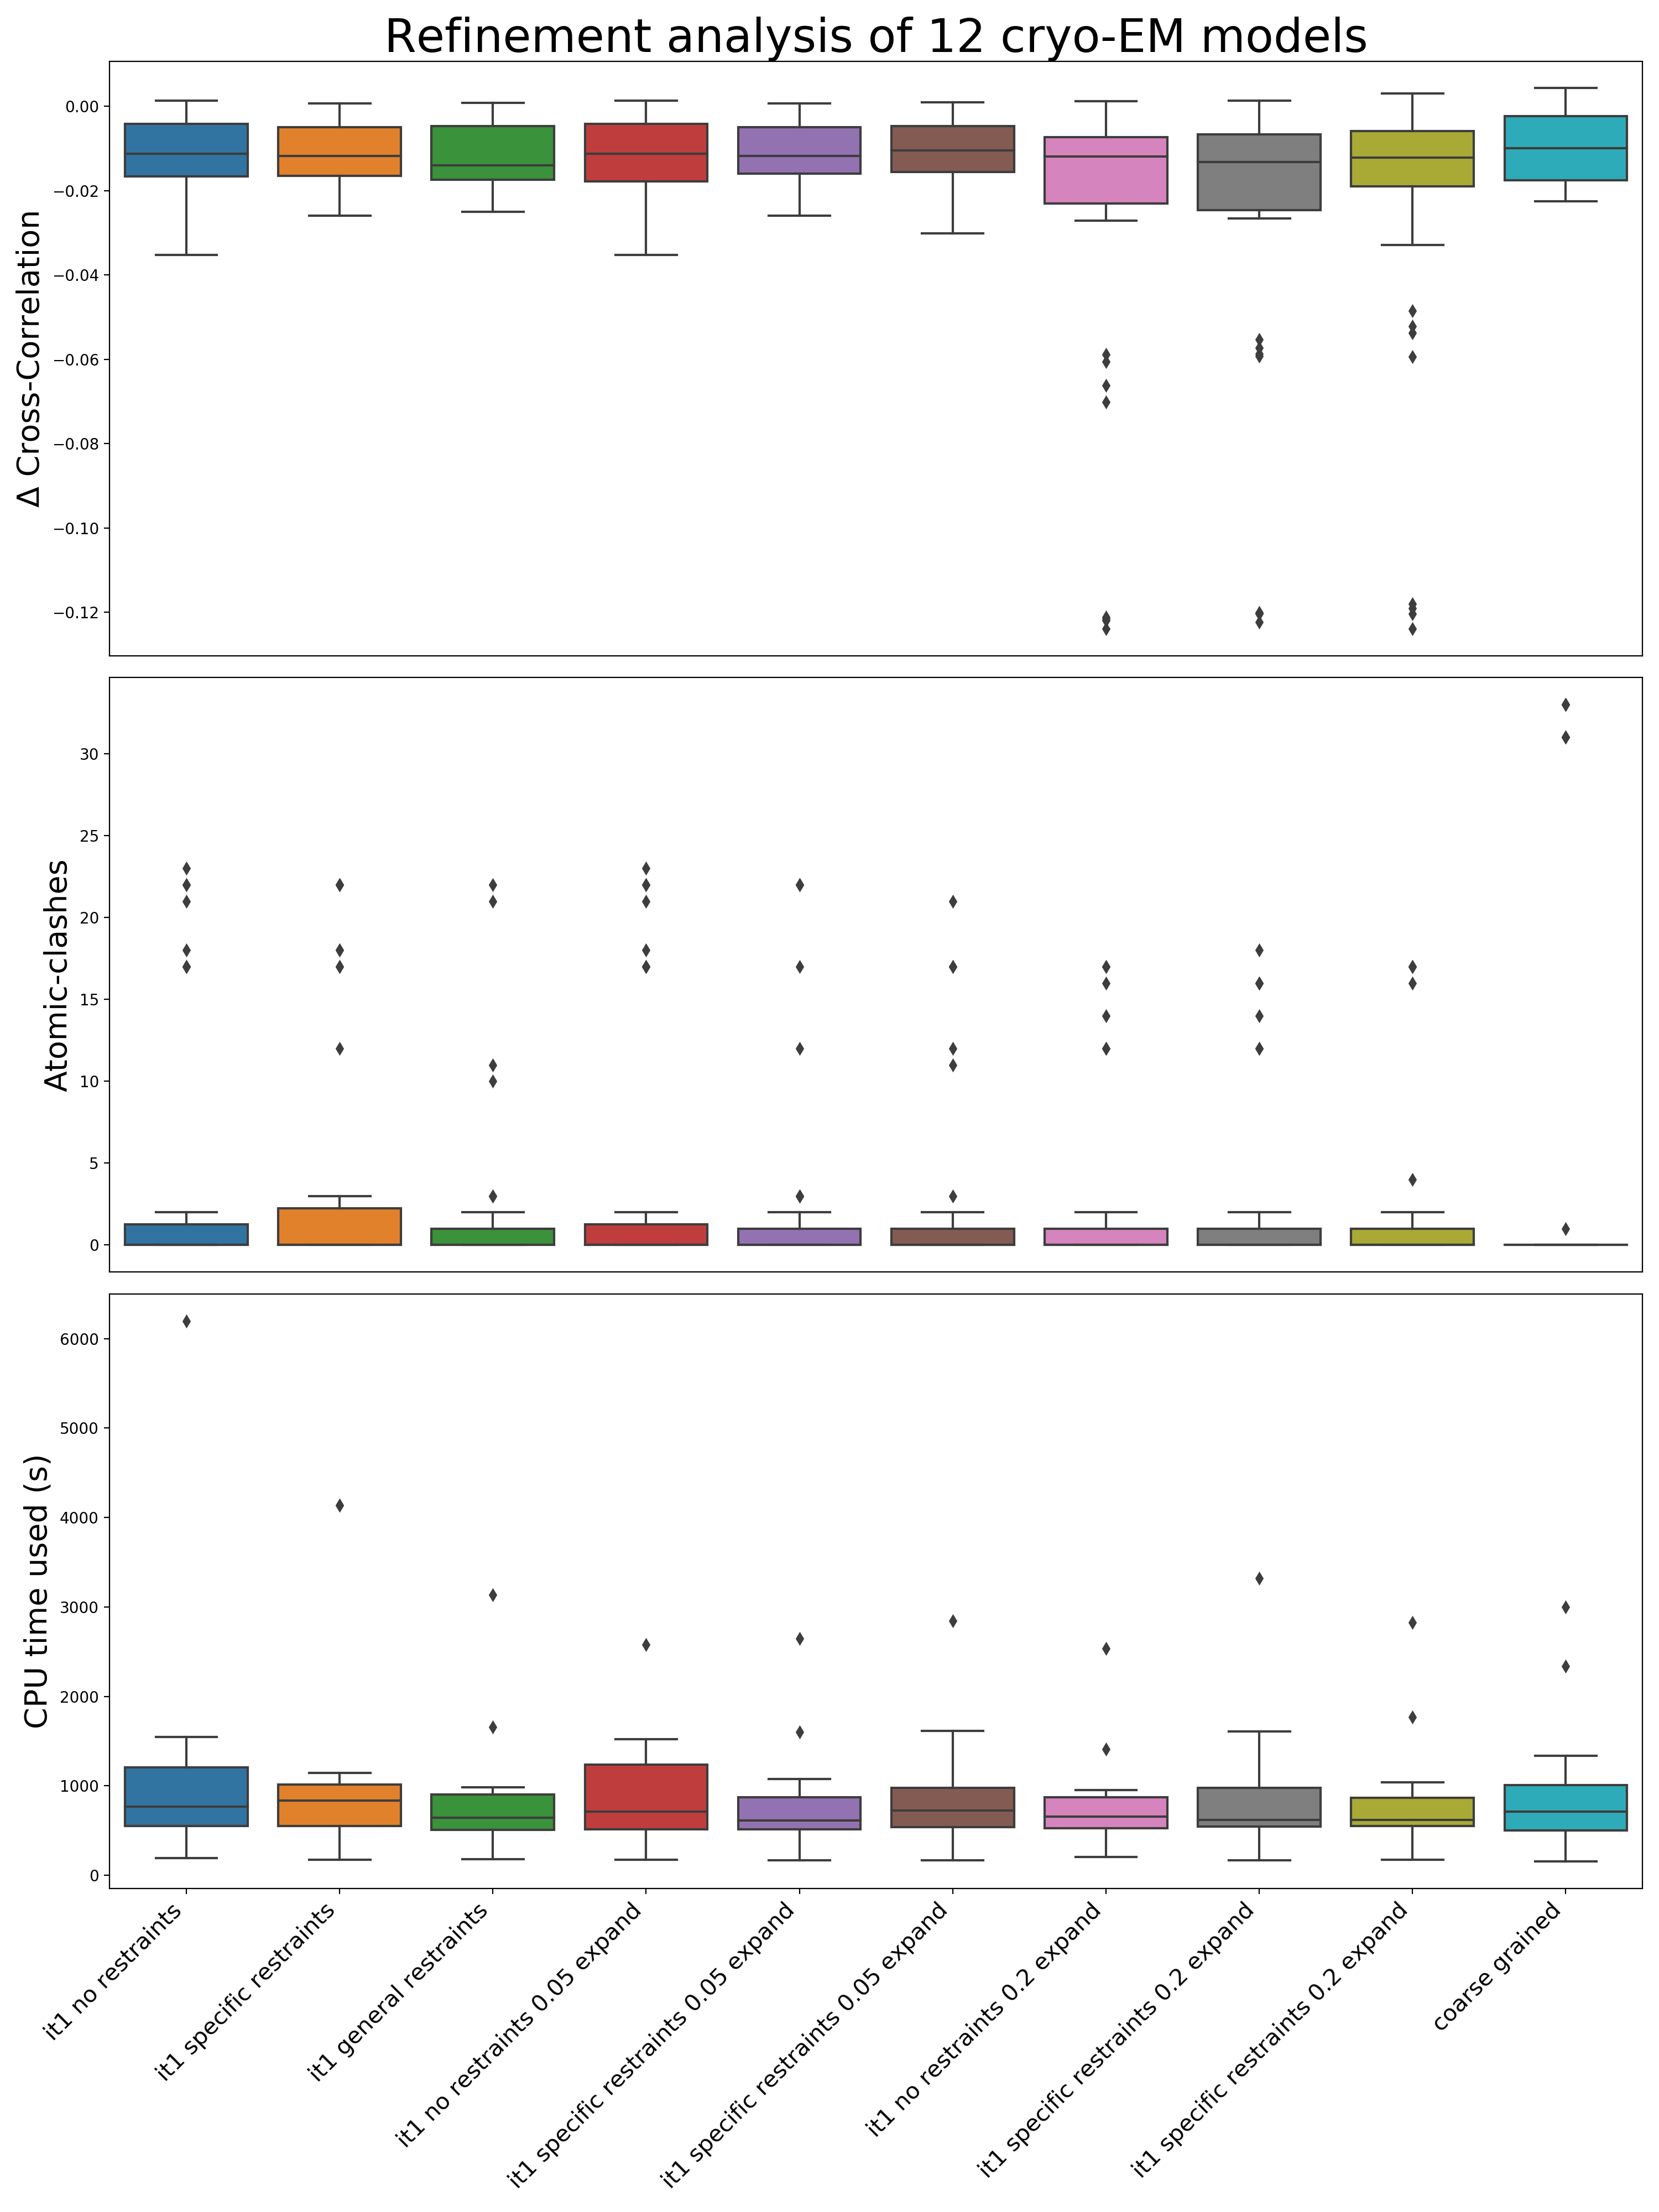 Refinement analysis of 12 cryo-EM models
Δ Cross-Correlation
0.00
−0.02
−0.04
−0.06
−0.08
−0.10
−0.12
Atomic-clashes
30
25
20
15
10
5
0
CPU time used (s)
6000
5000
4000
3000
2000
1000
0
it1 no restraints
it1 specific restraints
it1 general restraints
it1 no restraints 0.05 expand
it1 specific restraints 0.05 expand
it1 specific restraints 0.05 expand
it1 no restraints 0.2 expand
it1 specific restraints 0.2 expand
it1 specific restraints 0.2 expand
coarse grained